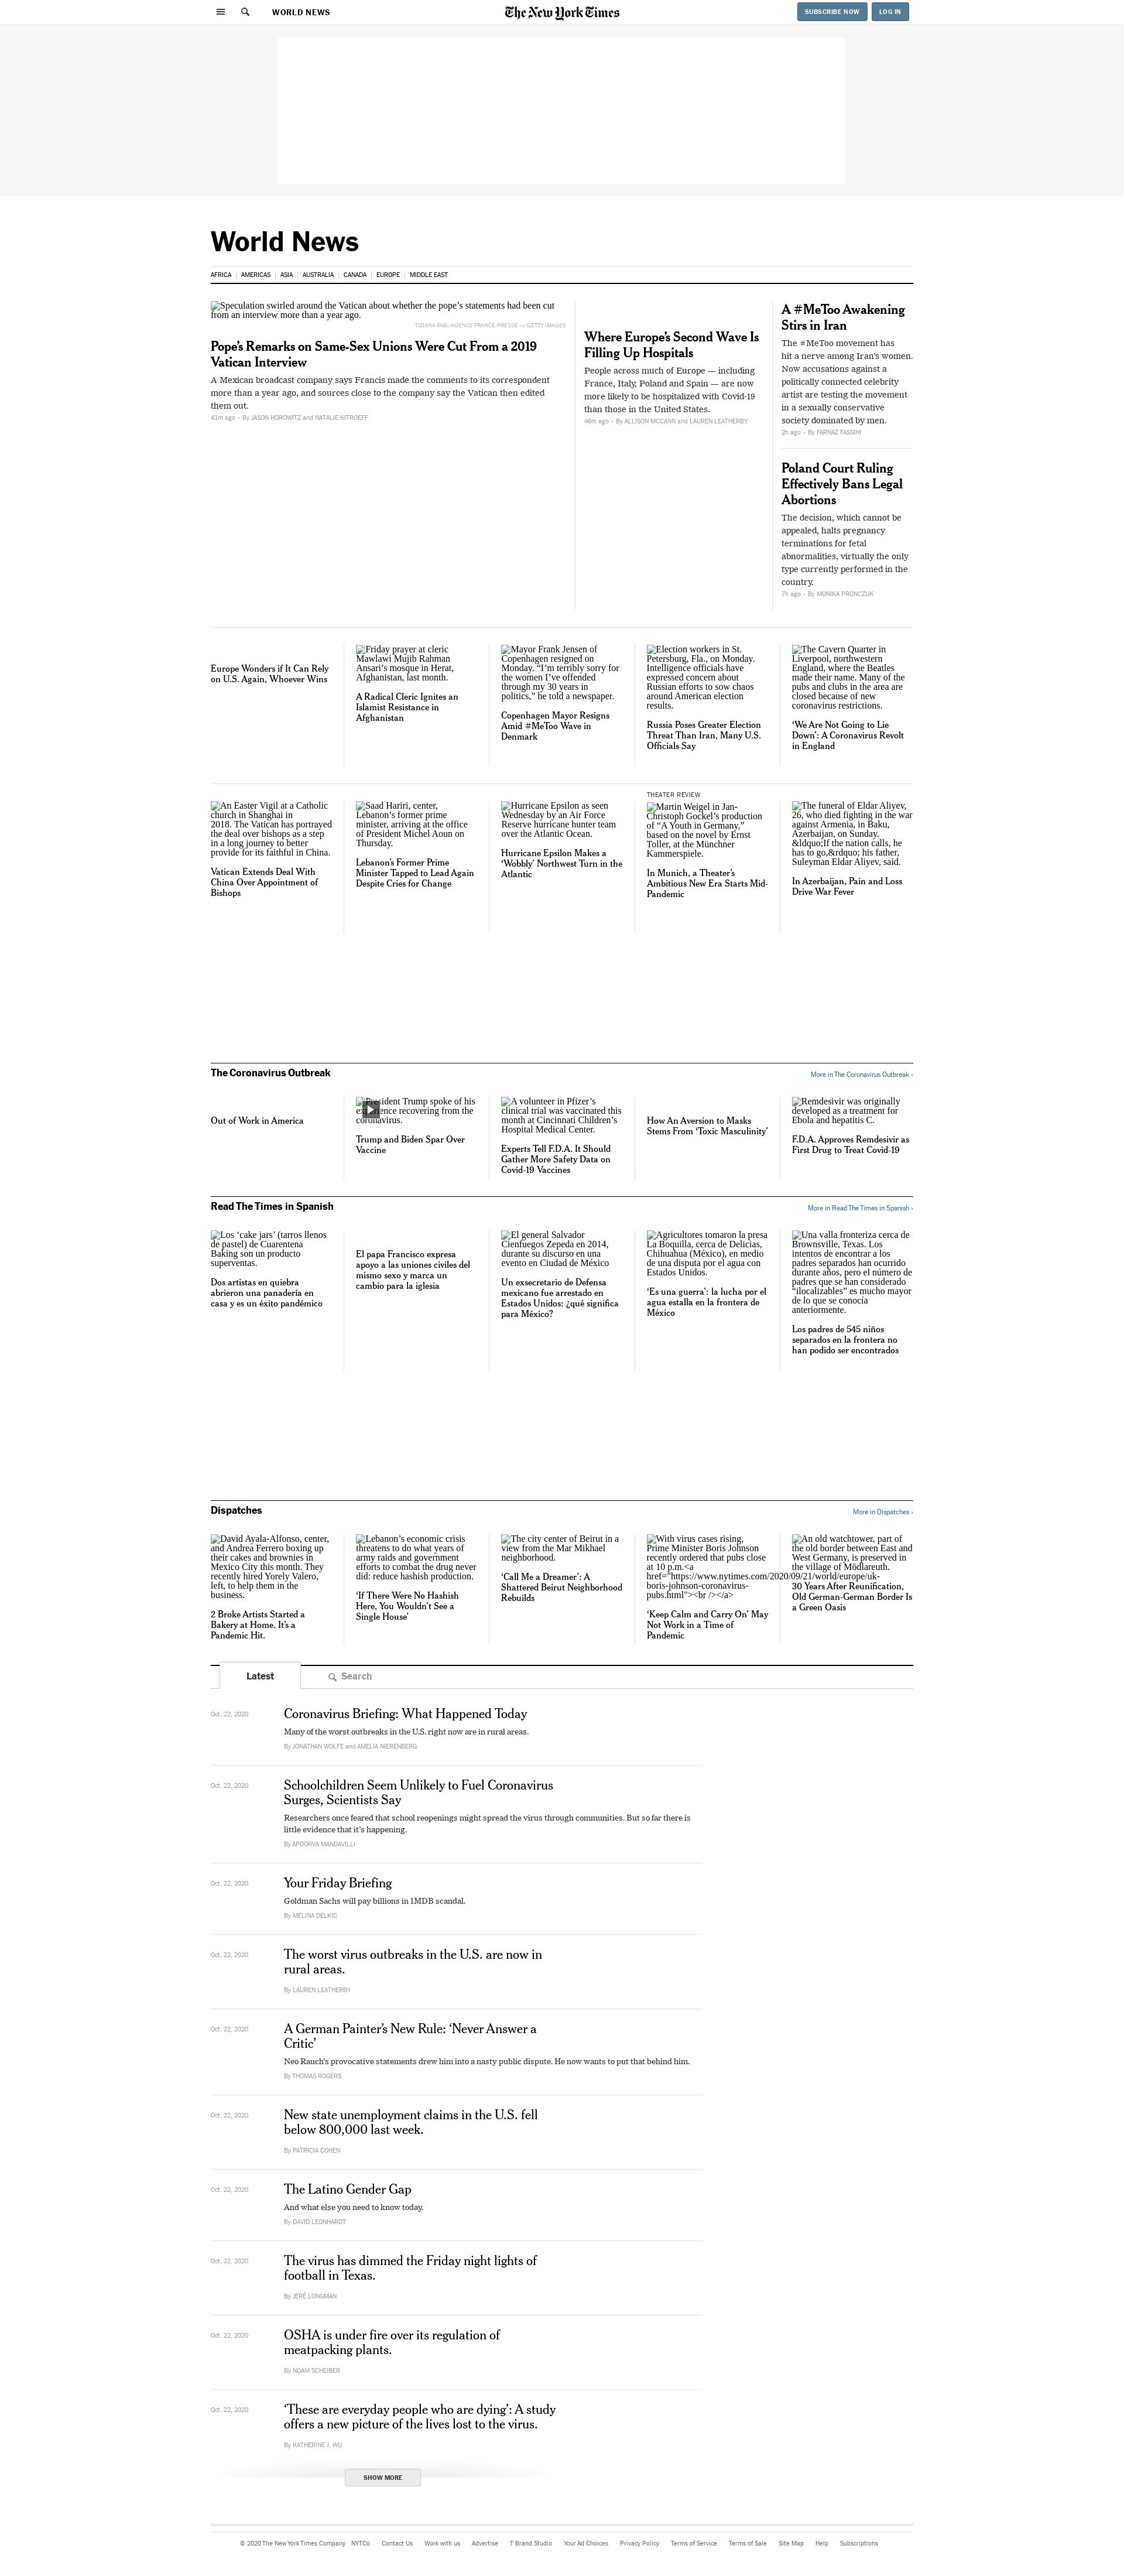 WORLD NEWS
The New York Times
SUBSCRIBE NOW
LOG IN
World News
AFRICA
AMERICAS
ASIA
AUSTRALIA
CANADA
EUROPE
MIDDLE EAST
Speculation swirled around the Vatican about whether the pope's statements had been cut
from an interview more than a year ago.
TIZIANA FABI/AGENCE FRANCE-PRESSE — GETTY IMAGES
Pope's Remarks on Same-Sex Unions Were Cut From a 2019
Vatican Interview
A Mexican broadcast company says Francis made the comments to its correspondent
more than a year ago, and sources close to the company say the Vatican then edited
them out.
41m ago • By JASON HOROWITZ and NATALIE KITROEFF
Where Europe's Second Wave Is
Filling Up Hospitals
People across much of Europe — including
France, Italy, Poland and Spain — are now
more likely to be hospitalized with Covid-19
than those in the United States.
46m ago • By ALLISON MCCANN and LAUREN LEATHERBY
A #MeToo Awakening
Stirs in Iran
The #MeToo movement has
hit a nerve among Iran's women.
Now accusations against a
politically connected celebrity
artist are testing the movement
in a sexually conservative
society dominated by men.
2h ago • By FARNAZ FASSIHI
Poland Court Ruling
Effectively Bans Legal
Abortions
The decision, which cannot be
appealed, halts pregnancy
terminations for fetal
abnormalities, virtually the only
type currently performed in the
country.
7h ago • By MONIKA PRONCZUK
Europe Wonders if It Can Rely
on U.S. Again, Whoever Wins
Friday prayer at cleric
Mawlawi Mujib Rahman
Ansari's mosque in Herat,
Afghanistan, last month.
A Radical Cleric Ignites an
Islamist Resistance in
Afghanistan
Mayor Frank Jensen of
Copenhagen resigned on
Monday. “I'm terribly sorry for
the women I've offended
through my 30 years in
politics,” he told a newspaper.
Copenhagen Mayor Resigns
Amid #MeToo Wave in
Denmark
Election workers in St.
Petersburg, Fla., on Monday.
Intelligence officials have
expressed concern about
Russian efforts to sow chaos
around American election
results.
Russia Poses Greater Election
Threat Than Iran, Many U.S.
Officials Say
The Cavern Quarter in
Liverpool, northwestern
England, where the Beatles
made their name. Many of the
pubs and clubs in the area are
closed because of new
coronavirus restrictions.
‘We Are Not Going to Lie
Down’: A Coronavirus Revolt
in England
An Easter Vigil at a Catholic
church in Shanghai in
2018. The Vatican has portrayed
the deal over bishops as a step
in a long journey to better
provide for its faithful in China.
Vatican Extends Deal With
China Over Appointment of
Bishops
Saad Hariri, center,
Lebanon's former prime
minister, arriving at the office
of President Michel Aoun on
Thursday.
Lebanon's Former Prime
Minister Tapped to Lead Again
Despite Cries for Change
Hurricane Epsilon as seen
Wednesday by an Air Force
Reserve hurricane hunter team
over the Atlantic Ocean.
Hurricane Epsilon Makes a
‘Wobbly’ Northwest Turn in the
Atlantic
THEATER REVIEW
Martin Weigel in Jan-
Christoph Gockel's production
of “A Youth in Germany,”
based on the novel by Ernst
Toller, at the Münchner
Kammerspiele.
In Munich, a Theater's
Ambitious New Era Starts Mid-
Pandemic
The funeral of Eldar Aliyev,
26, who died fighting in the war
against Armenia, in Baku,
Azerbaijan, on Sunday.
&ldquo;If the nation calls, he
has to go,&rdquo; his father,
Suleyman Eldar Aliyev, said.
In Azerbaijan, Pain and Loss
Drive War Fever
The Coronavirus Outbreak
More in The Coronavirus Outbreak ›
Out of Work in America
President Trump spoke of his
experience recovering from the
coronavirus.
Trump and Biden Spar Over
Vaccine
A volunteer in Pfizer's
clinical trial was vaccinated this
month at Cincinnati Children's
Hospital Medical Center.
Experts Tell F.D.A. It Should
Gather More Safety Data on
Covid-19 Vaccines
How An Aversion to Masks
Stems From ‘Toxic Masculinity’
Remdesivir was originally
developed as a treatment for
Ebola and hepatitis C.
F.D.A. Approves Remdesivir as
First Drug to Treat Covid-19
Read The Times in Spanish
More in Read The Times in Spanish ›
Los ‘cake jars’ (tarros llenos
de pastel) de Cuarentena
Baking son un producto
superventas.
Dos artistas en quiebra
abrieron una panadería en
casa y es un éxito pandémico
El papa Francisco expresa
apoyo a las uniones civiles del
mismo sexo y marca un
cambio para la iglesia
El general Salvador
Cienfuegos Zepeda en 2014,
durante su discurso en una
evento en Ciudad de México
Un exsecretario de Defensa
mexicano fue arrestado en
Estados Unidos: ¿qué significa
para México?
Agricultores tomaron la presa
La Boquilla, cerca de Delicias,
Chihuahua (México), en medio
de una disputa por el agua con
Estados Unidos.
‘Es una guerra’: la lucha por el
agua estalla en la frontera de
México
Una valla fronteriza cerca de
Brownsville, Texas. Los
intentos de encontrar a los
padres separados han ocurrido
durante años, pero el número de
padres que se han considerado
“ilocalizables” es mucho mayor
de lo que se conocía
anteriormente.
Los padres de 545 niños
separados en la frontera no
han podido ser encontrados
Dispatches
More in Dispatches ›
David Ayala-Alfonso, center,
and Andrea Ferrero boxing up
their cakes and brownies in
Mexico City this month. They
recently hired Yorely Valero,
left, to help them in the
business.
2 Broke Artists Started a
Bakery at Home. It's a
Pandemic Hit.
Lebanon's economic crisis
threatens to do what years of
army raids and government
efforts to combat the drug never
did: reduce hashish production.
‘If There Were No Hashish
Here, You Wouldn't See a
Single House’
The city center of Beirut in a
view from the Mar Mikhael
neighborhood.
‘Call Me a Dreamer’: A
Shattered Beirut Neighborhood
Rebuilds
With virus cases rising,
Prime Minister Boris Johnson
recently ordered that pubs close
at 10 p.m.<a
href="https://www.nytimes.com/2020/09/21/world/europe/uk-
boris-johnson-coronavirus-
pubs.html"><br /></a>
‘Keep Calm and Carry On’ May
Not Work in a Time of
Pandemic
An old watchtower, part of
the old border between East and
West Germany, is preserved in
the village of Mödlareuth.
30 Years After Reunification,
Old German-German Border Is
a Green Oasis
Latest
Search
Oct. 22, 2020
Coronavirus Briefing: What Happened Today
Many of the worst outbreaks in the U.S. right now are in rural areas.
By JONATHAN WOLFE and AMELIA NIERENBERG
Oct. 22, 2020
Schoolchildren Seem Unlikely to Fuel Coronavirus
Surges, Scientists Say
Researchers once feared that school reopenings might spread the virus through communities. But so far there is
little evidence that it's happening.
By APOORVA MANDAVILLI
Oct. 22, 2020
Your Friday Briefing
Goldman Sachs will pay billions in 1MDB scandal.
By MELINA DELKIC
Oct. 22, 2020
The worst virus outbreaks in the U.S. are now in
rural areas.
By LAUREN LEATHERBY
Oct. 22, 2020
A German Painter's New Rule: ‘Never Answer a
Critic’
Neo Rauch's provocative statements drew him into a nasty public dispute. He now wants to put that behind him.
By THOMAS ROGERS
Oct. 22, 2020
New state unemployment claims in the U.S. fell
below 800,000 last week.
By PATRICIA COHEN
Oct. 22, 2020
The Latino Gender Gap
And what else you need to know today.
By DAVID LEONHARDT
Oct. 22, 2020
The virus has dimmed the Friday night lights of
football in Texas.
By JERÉ LONGMAN
Oct. 22, 2020
OSHA is under fire over its regulation of
meatpacking plants.
By NOAM SCHEIBER
Oct. 22, 2020
‘These are everyday people who are dying’: A study
offers a new picture of the lives lost to the virus.
By KATHERINE J. WU
SHOW MORE
© 2020 The New York Times Company
NYTCo
Contact Us
Work with us
Advertise
T Brand Studio
Your Ad Choices
Privacy Policy
Terms of Service
Terms of Sale
Site Map
Help
Subscriptions